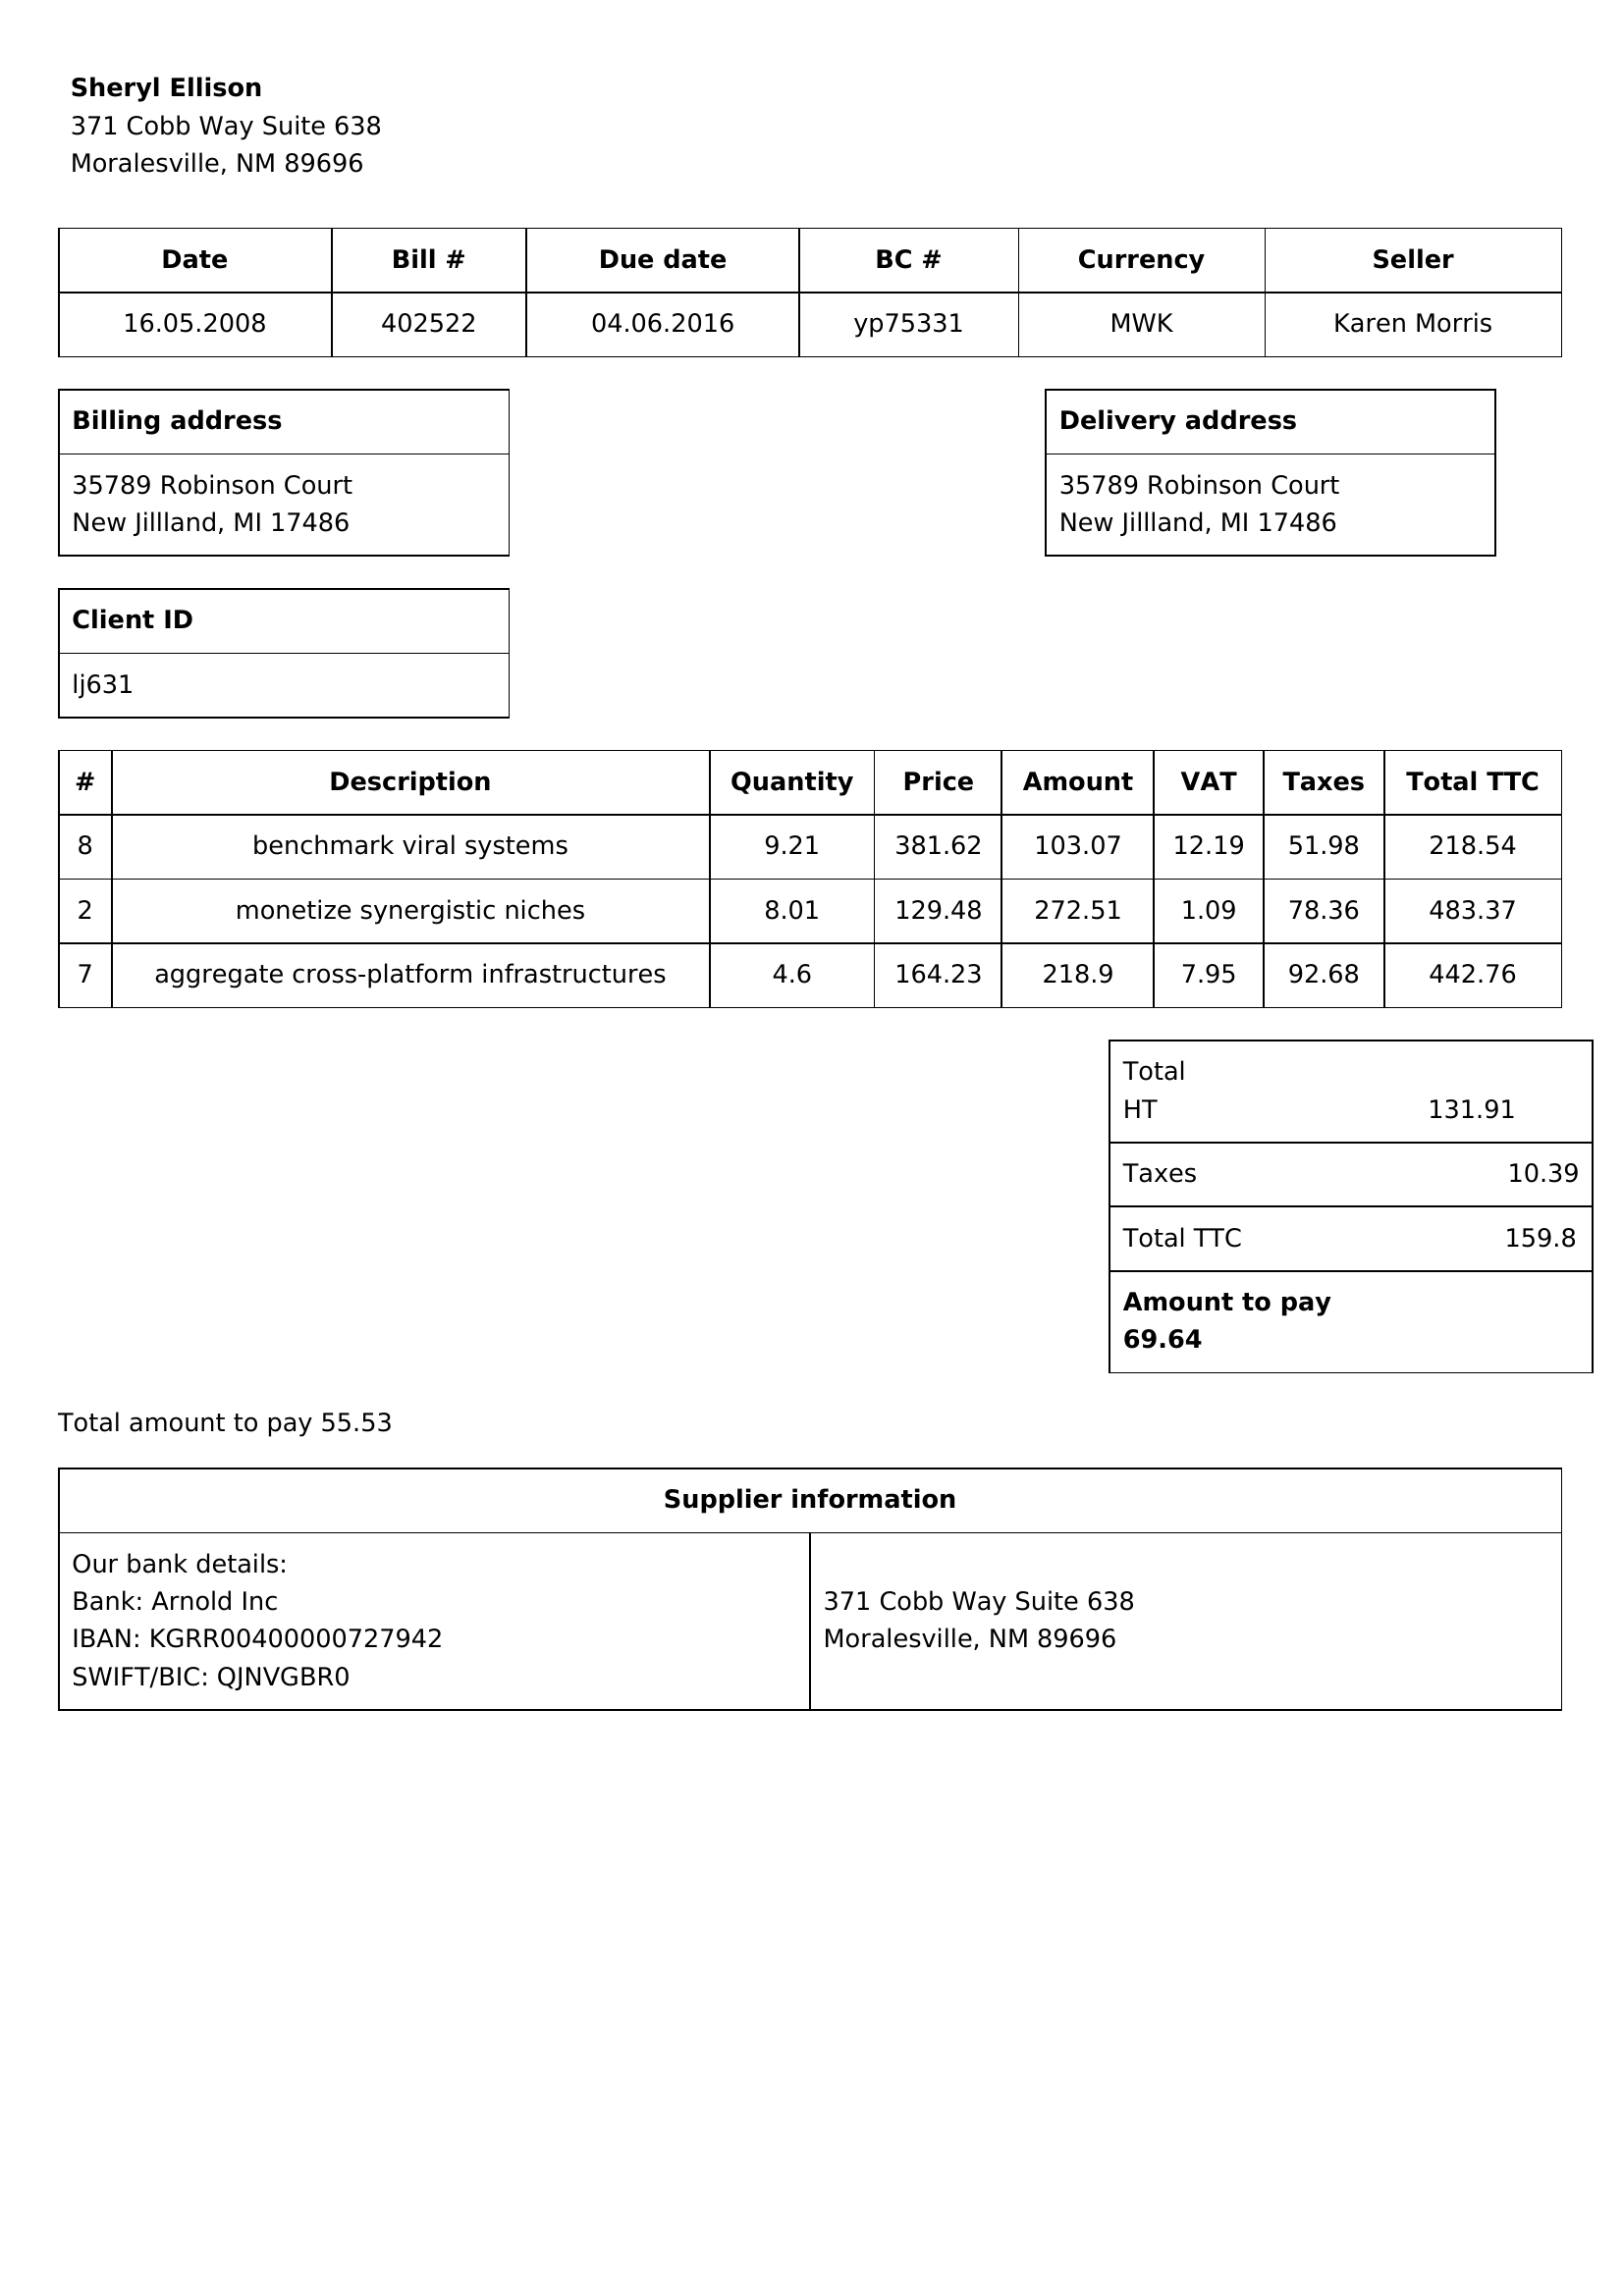 Sheryl Ellison
371 Cobb Way Suite 638
Moralesville, NM 89696
Date Bill # Due date BC # Currency Seller
16.05.2008 402522 04.06.2016 yp75331 MWK Karen Morris
Billing address Delivery address
35789 Robinson Court 35789 Robinson Court
New Jillland, MI 17486 New Jillland, MI 17486
Client ID
lj631
# Description Quantity Price Amount VAT Taxes Total TTC
8 benchmark viral systems 9.21 381.62 103.07 12.19 51.98 218.54
2 monetize synergistic niches 8.01 129.48 272.51 1.09 78.36 483.37
7 aggregate cross-platform infrastructures 4.6 164.23 218.9 7.95 92.68 442.76
Total
HT 131.91
Taxes 10.39
Total TTC 159.8
Amount to pay
69.64
Total amount to pay 55.53
Supplier information
Our bank details:
Bank: Arnold Inc 371 Cobb Way Suite 638
IBAN: KGRR00400000727942 Moralesville, NM 89696
SWIFT/BIC: QJNVGBR0